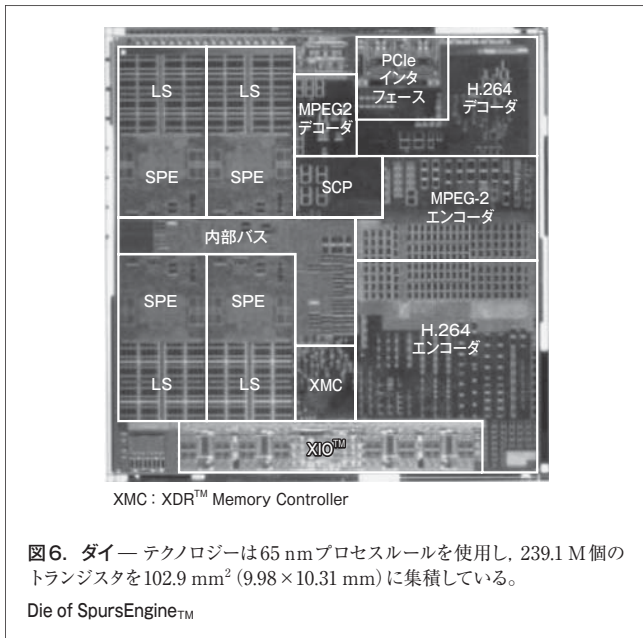 LS
LS
SPE
SPE
MPEG2
デコーダ
PCIe
インタ
フェース
H.264
デコーダ
SCP
MPEG-2
エンコーダ
内部バス
SPE
SPE
LS
LS
XMC
H.264
エンコーダ
XIO™
XMC：XDR™ Memory Controller
図6. ダイ ― テクノロジーは65 nmプロセスルールを使用し，239.1 M個の
トランジスタを102.9 mm² (9.98×10.31 mm) に集積している。
Die of SpursEngine™